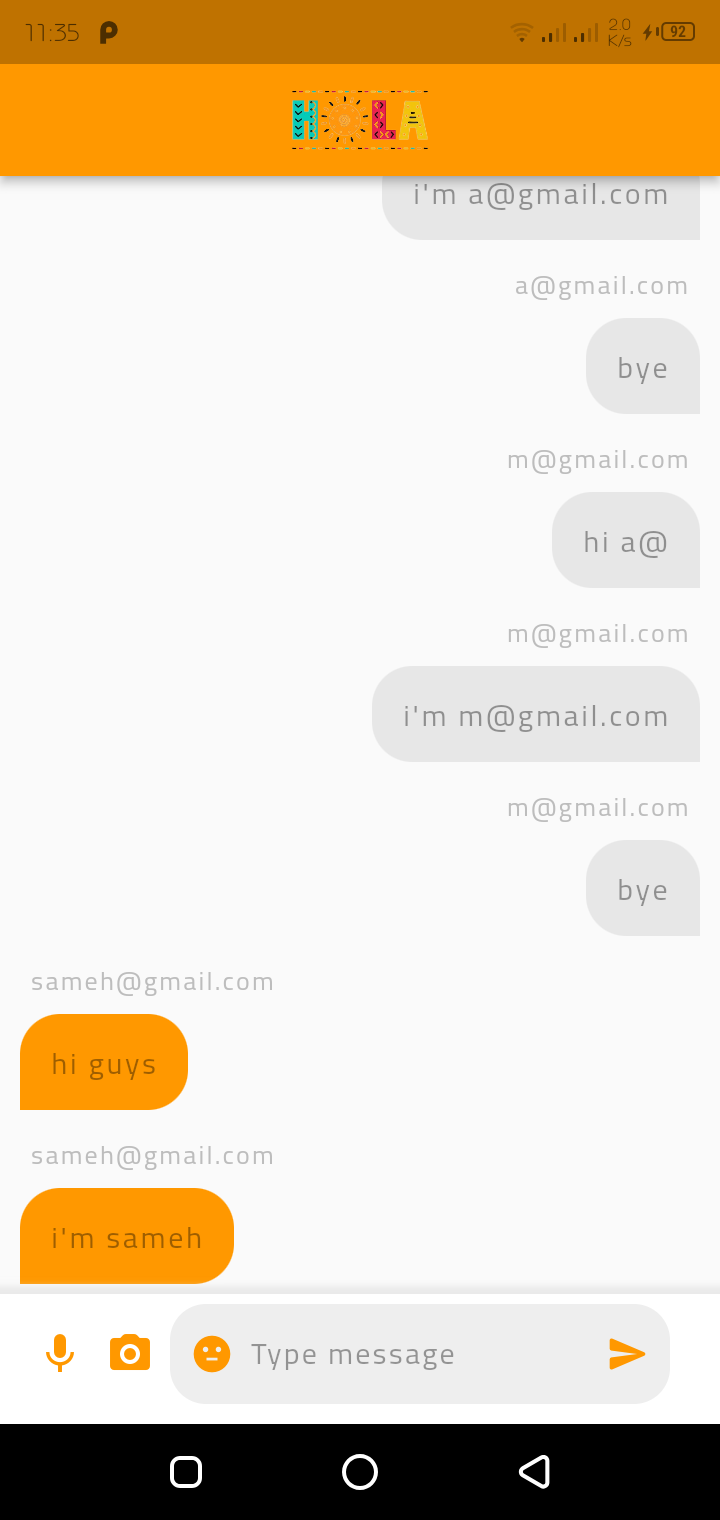 11:35
2.0
K/s
92
HOLA
i'm a@gmail.com
a@gmail.com
bye
m@gmail.com
hi a@
m@gmail.com
i'm m@gmail.com
m@gmail.com
bye
sameh@gmail.com
hi guys
sameh@gmail.com
i'm sameh
Type message